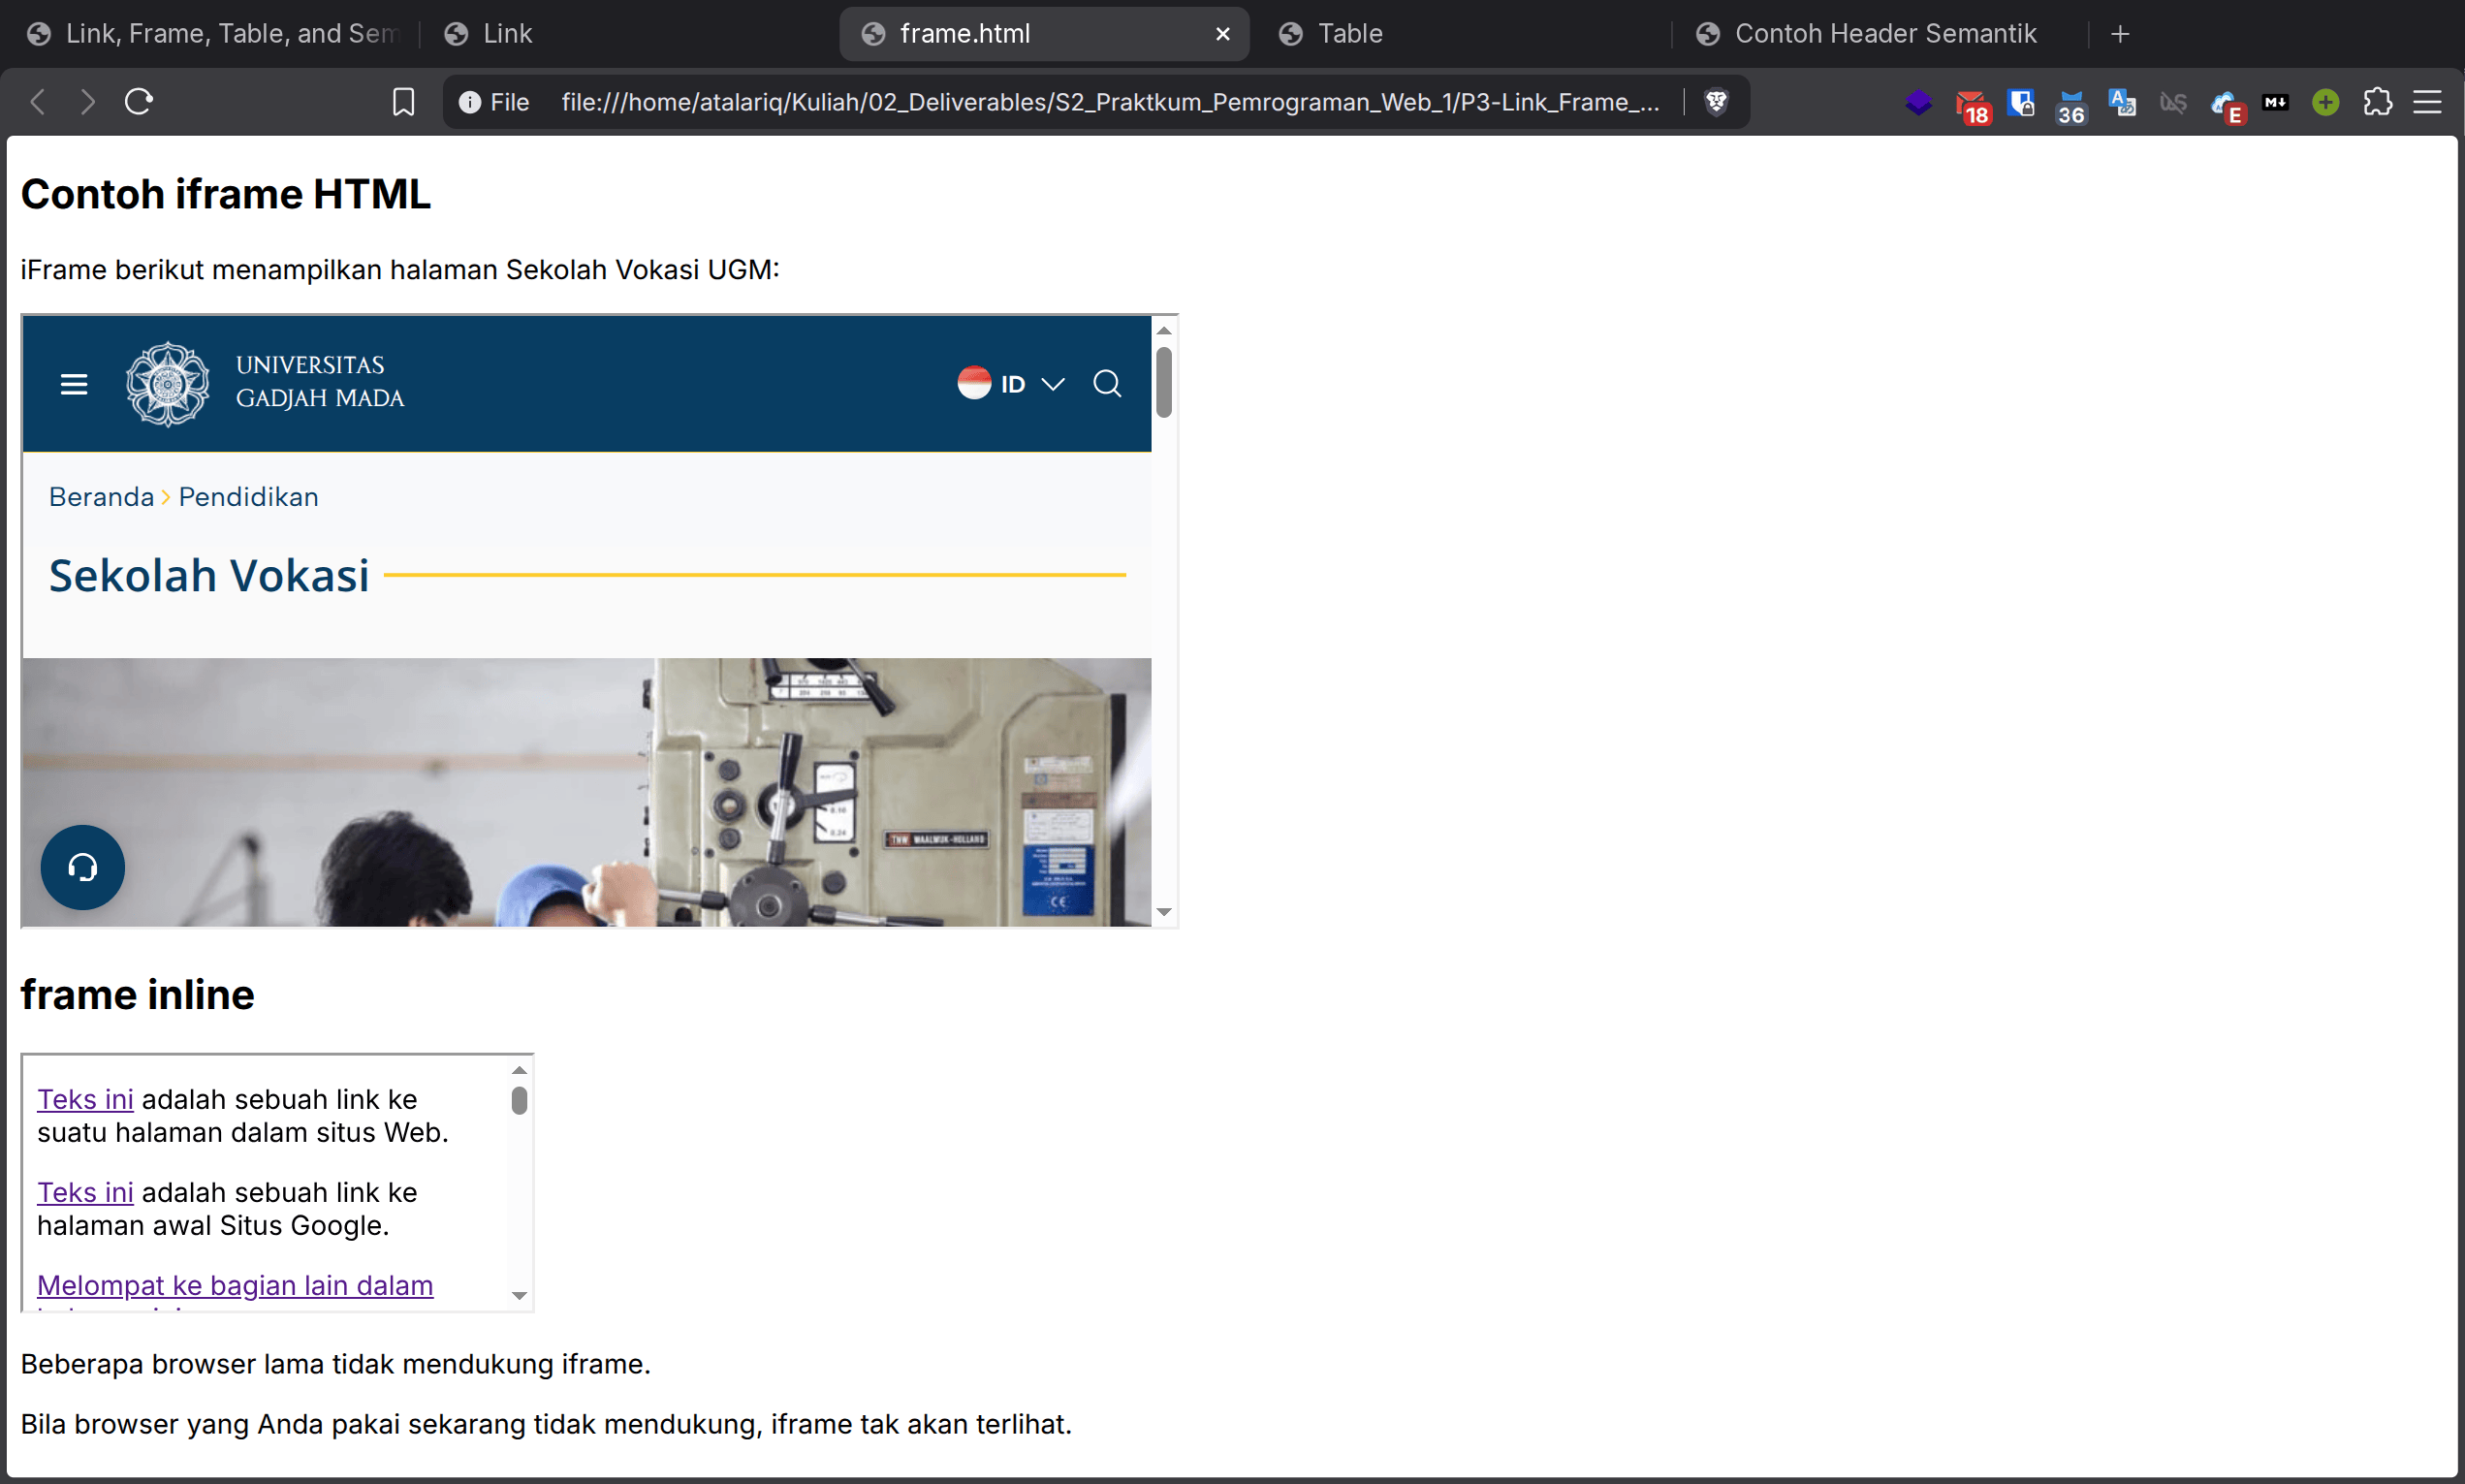 Link, Frame, Table, and Sem
Link
frame.html
Table
Contoh Header Semantik
File
file:///home/atalariq/Kuliah/02_Deliverables/S2_Praktkum_Pemrograman_Web_1/P3-Link_Frame_...
18
36
E
M
Contoh iframe HTML
iFrame berikut menampilkan halaman Sekolah Vokasi UGM:
UNIVERSITAS
GADJAH MADA
ID
Beranda > Pendidikan
Sekolah Vokasi
TNW WAALWIJK-HOLLAND
CE
frame inline
Teks ini adalah sebuah link ke
suatu halaman dalam situs Web.
Teks ini adalah sebuah link ke
halaman awal Situs Google.
Melompat ke bagian lain dalam
Beberapa browser lama tidak mendukung iframe.
Bila browser yang Anda pakai sekarang tidak mendukung, iframe tak akan terlihat.